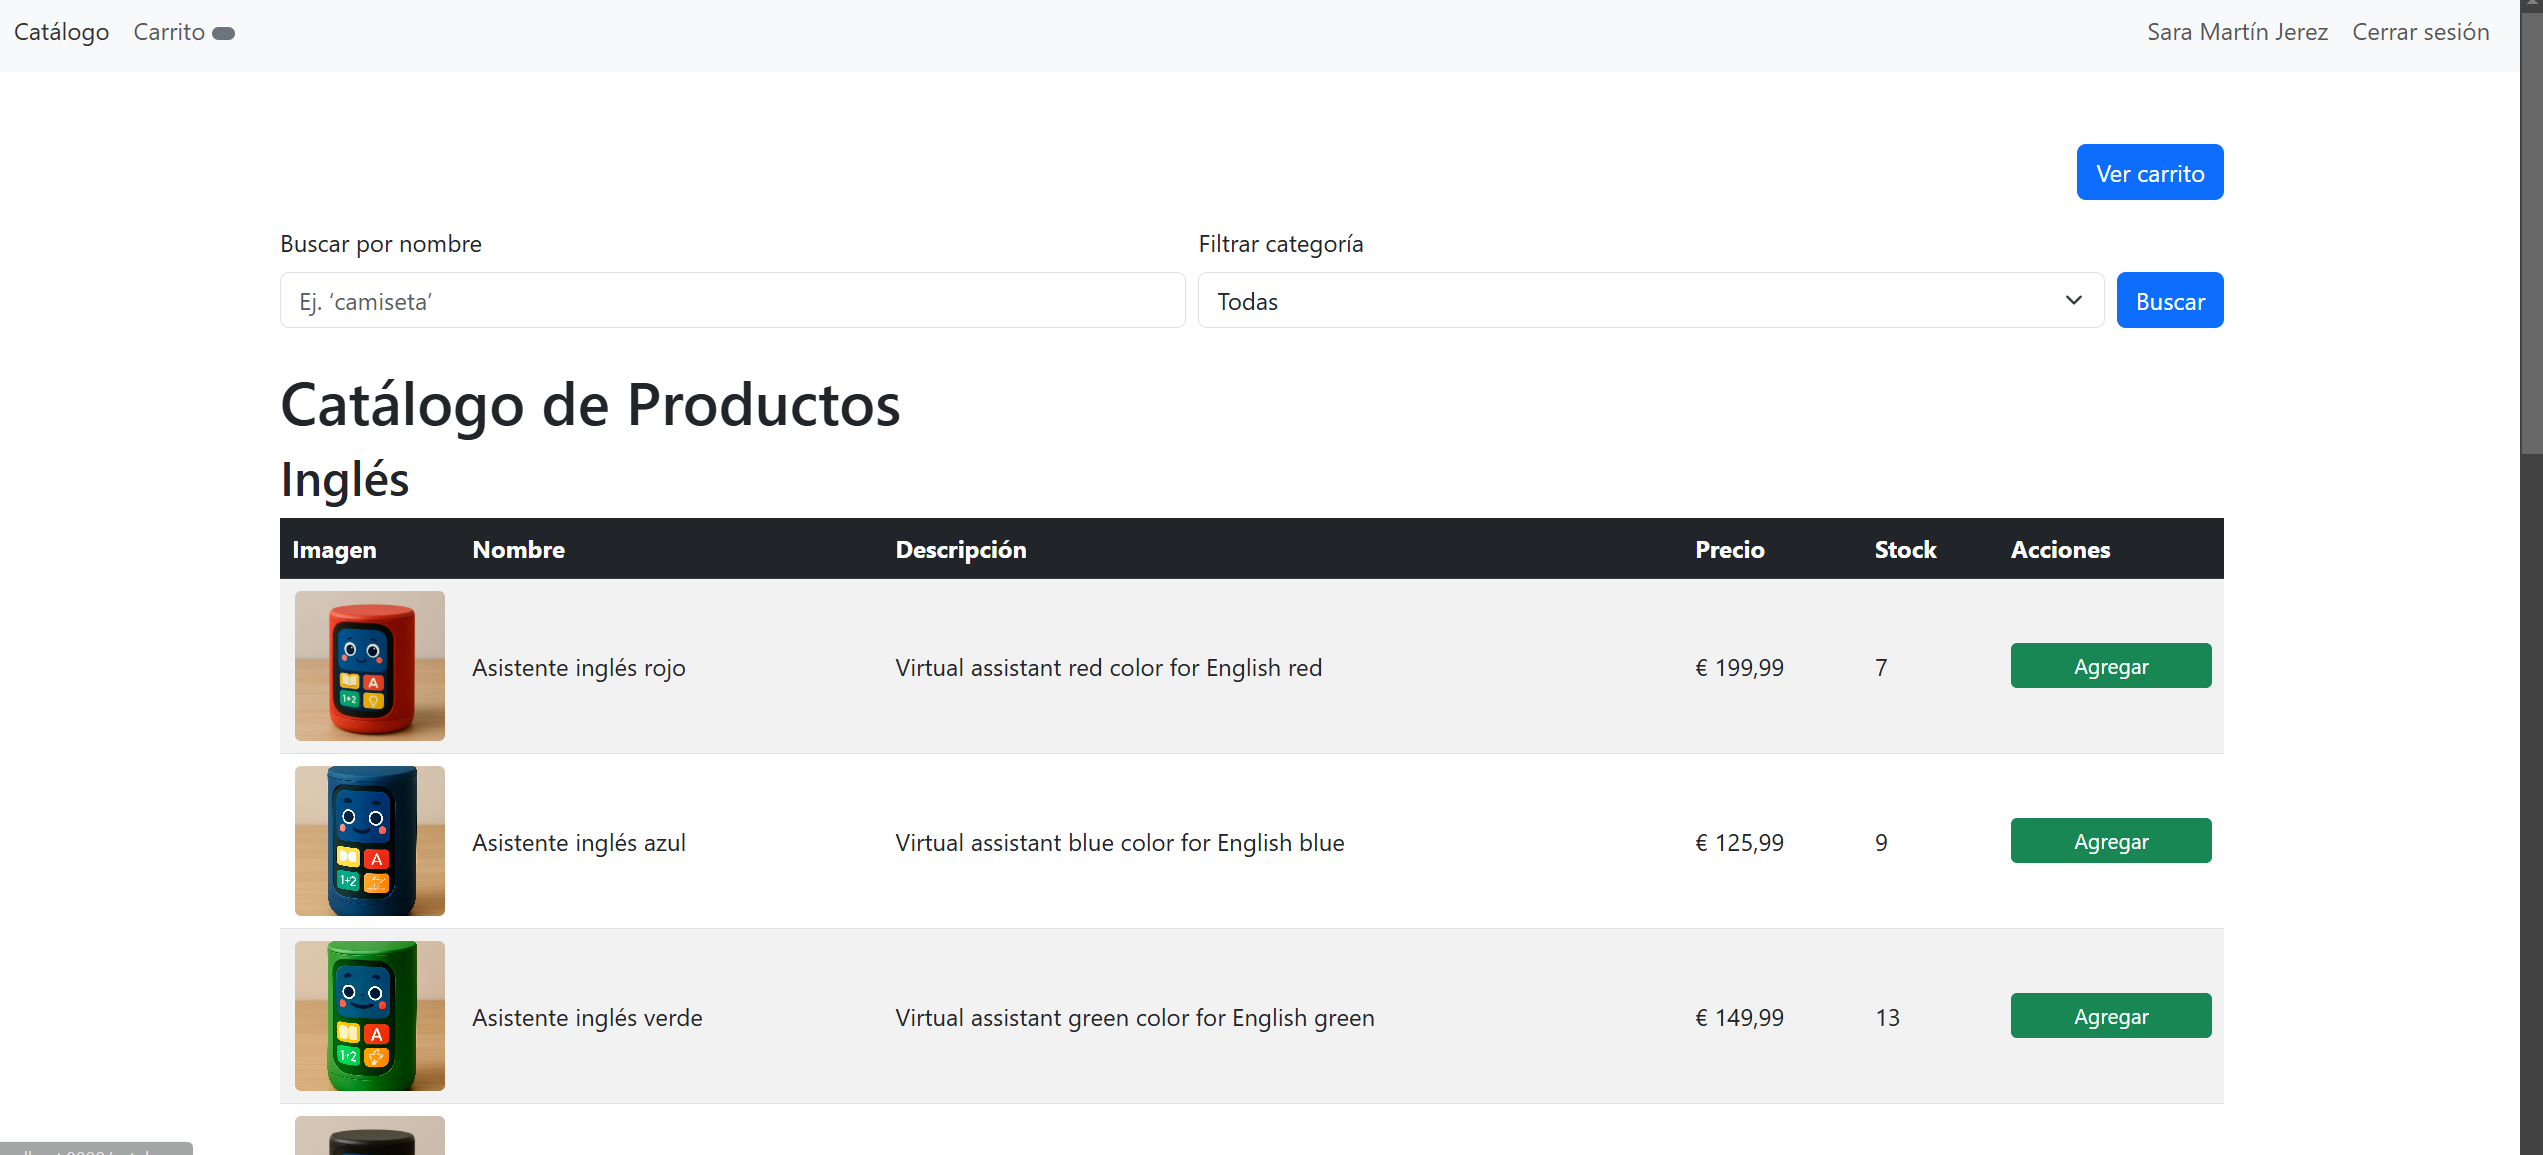 Catálogo Carrito Sara Martín Jerez Cerrar sesión
Ver carrito
Buscar por nombre Filtrar categoría
Ej. ‘camiseta’ Todas Buscar
Catálogo de Productos
Inglés
Imagen Nombre Descripción Precio Stock Acciones
A
1+2
Asistente inglés rojo Virtual assistant red color for English red € 199,99 7 Agregar
A
1+2
Asistente inglés azul Virtual assistant blue color for English blue € 125,99 9 Agregar
A
1+2
Asistente inglés verde Virtual assistant green color for English green € 149,99 13 Agregar